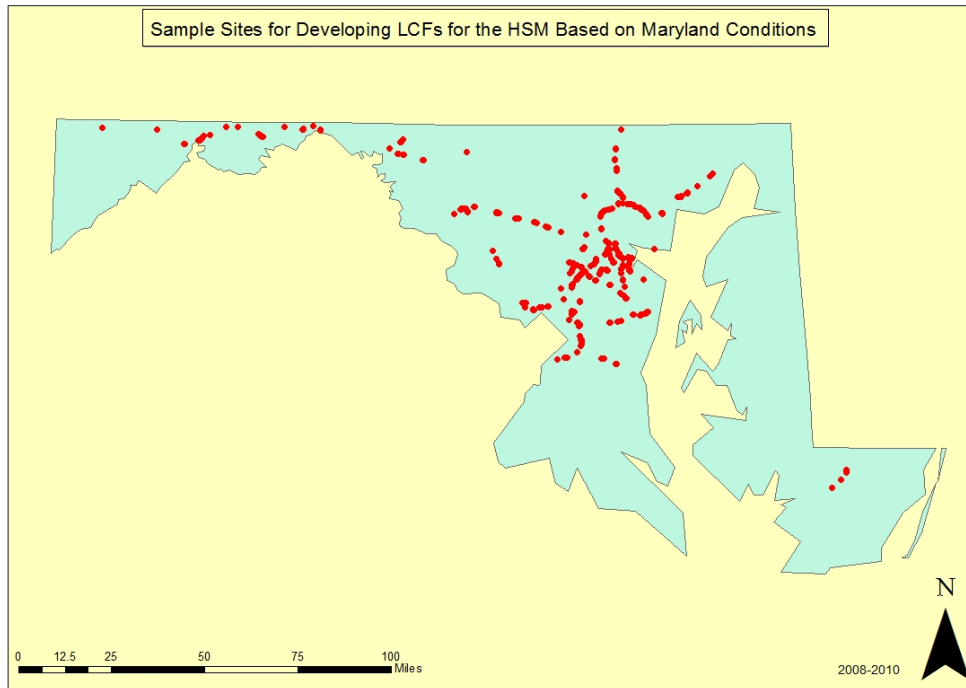 Sample Sites for Developing LCFs for the HSM Based on Maryland Conditions
N
0 12.5 25 50 75 100
Miles
2008-2010